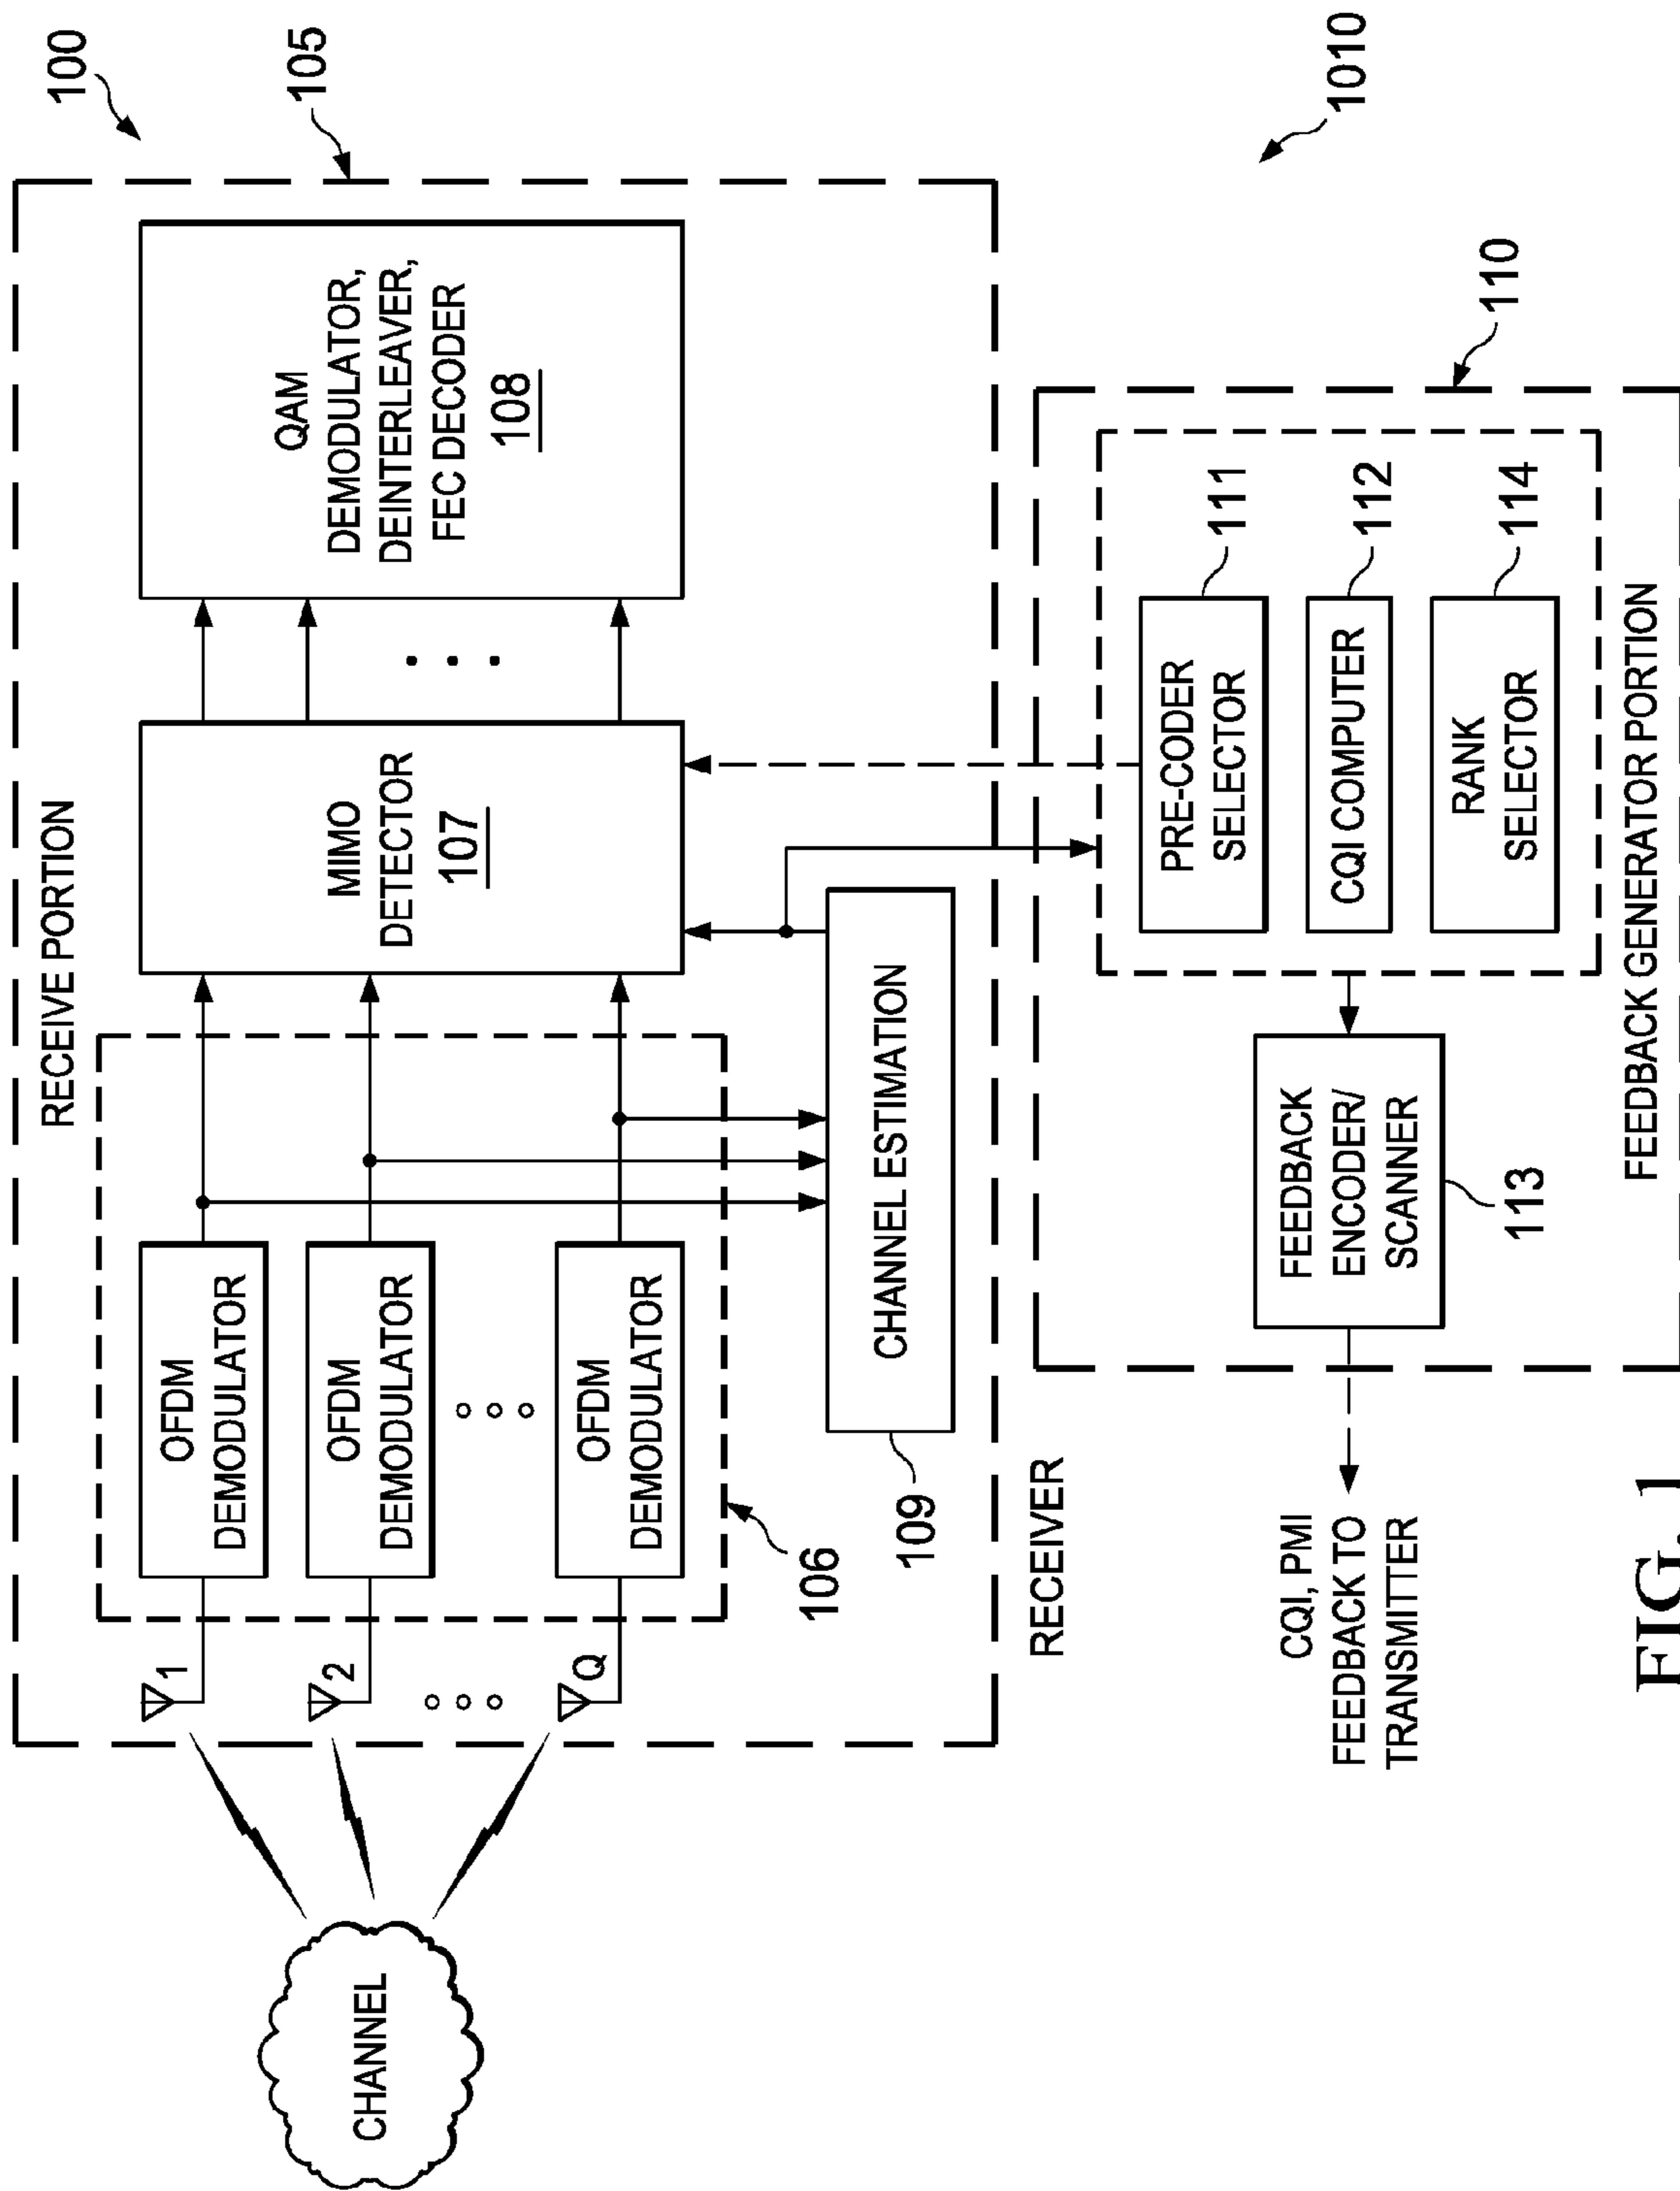 100
RECEIVE PORTION
105
OFDM
DEMODULATOR
OFDM
DEMODULATOR
OFDM
DEMODULATOR
1
2
Q
106
MIMO
DETECTOR
107
QAM
DEMODULATOR,
DEINTERLEAVER,
FEC DECODER
108
CHANNEL
CHANNEL ESTIMATION
109
RECEIVER
1010
110
PRE-CODER
SELECTOR
111
CQI COMPUTER
112
RANK
SELECTOR
114
FEEDBACK
ENCODER/
SCANNER
113
FEEDBACK GENERATOR PORTION
CQI, PMI
FEEDBACK TO
TRANSMITTER
FIG. 1